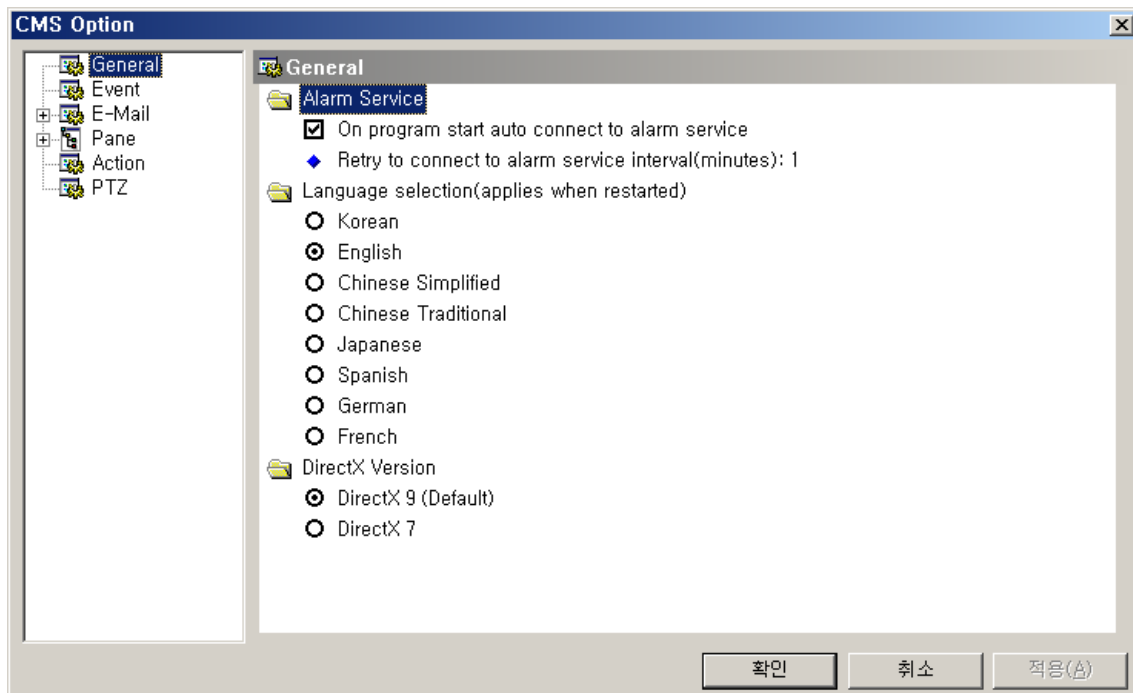 CMS Option
General
Event
E-Mail
Pane
Action
PTZ
General
Alarm Service
On program start auto connect to alarm service
Retry to connect to alarm service interval(minutes): 1
Language selection(applies when restarted)
Korean
English
Chinese Simplified
Chinese Traditional
Japanese
Spanish
German
French
DirectX Version
DirectX 9 (Default)
DirectX 7
확인 취소 적용(A)